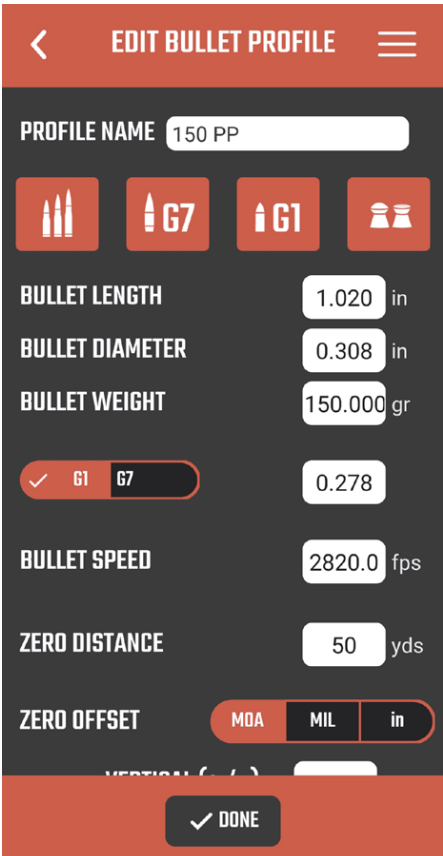 EDIT BULLET PROFILE
PROFILE NAME 150 PP
G7 G1
BULLET LENGTH 1.020 in
BULLET DIAMETER 0.308 in
BULLET WEIGHT 150.000 gr
G1 G7 0.278
BULLET SPEED 2820.0 fps
ZERO DISTANCE 50 yds
ZERO OFFSET MOA MIL in
DONE